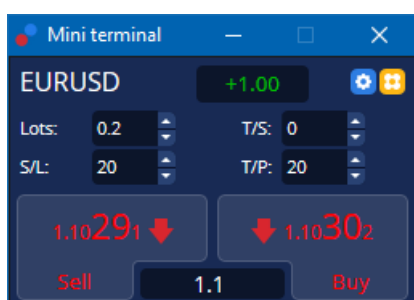 Mini terminal
EURUSD +1.00
Lots: 0.2 T/S: 0
S/L: 20 T/P: 20
1.10291 1.10302
Sell 1.1 Buy